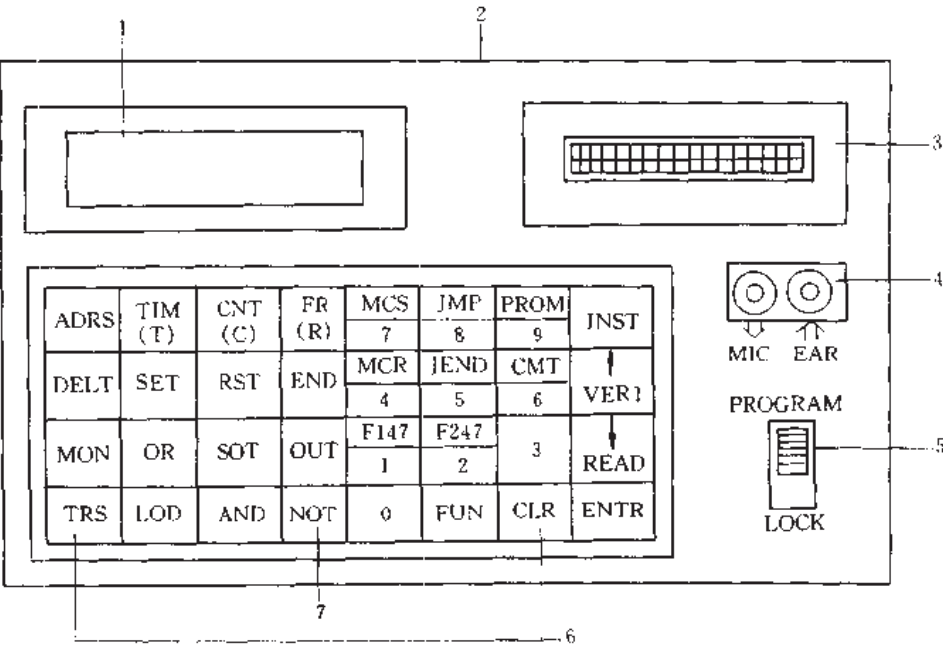 1
2
3
4
MIC EAR
PROGRAM
5
LOCK
ADRS TIM (T) CNT (C) FR (R) MCS 7 JMP 8 PROM 9 INST
DELT SET RST END MCR 4 JEND 5 CMT 6 ↑ VERI
MON OR SOT OUT F147 1 F247 2 3 ↓ READ
TRS LOD AND NOT 0 FUN CLR ENTR
7
6